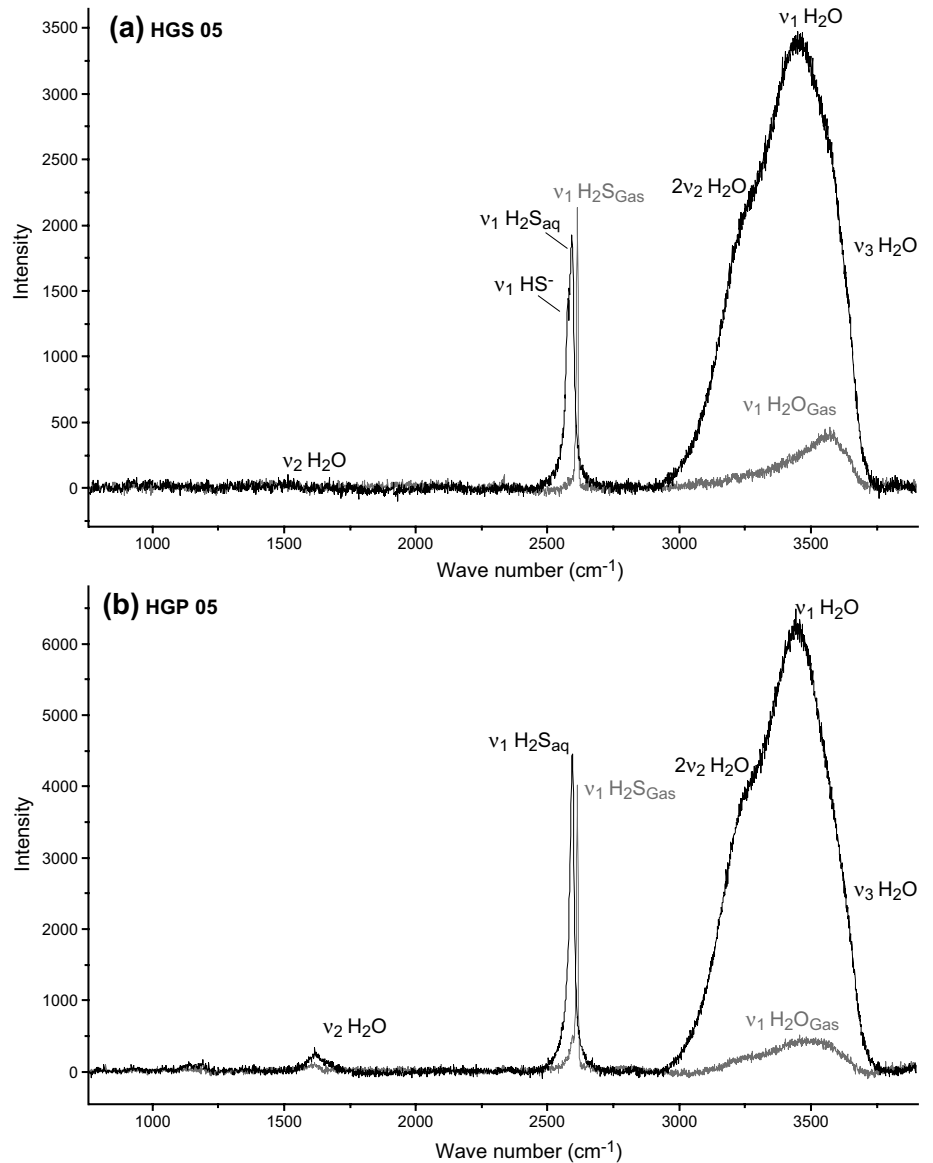 (a) HGS 05
ν1 H2O
3500
3000
2500
2000
1500
1000
500
0
Intensity
2ν2 H2O
ν1 H2SGas
ν1 H2Saq
ν3 H2O
ν1 HS-
ν1 H2OGas
ν2 H2O
1000 1500 2000 2500 3000 3500
Wave number (cm-1)
(b) HGP 05
ν1 H2O
6000
5000
4000
3000
2000
1000
0
Intensity
ν1 H2Saq
2ν2 H2O
ν1 H2SGas
ν3 H2O
ν2 H2O
ν1 H2OGas
1000 1500 2000 2500 3000 3500
Wave number (cm-1)